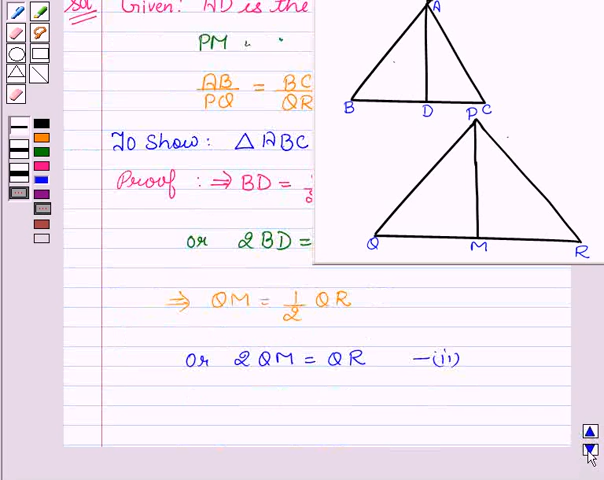 Sol Given: AD is the
PM
AB/PQ = BC/QR
To Show: △ABC
Proof: ⇒ BD =
or 2BD =
⇒ QM = 1/2 QR
or 2QM = QR -(ii)
A
B D C
P
Q M R